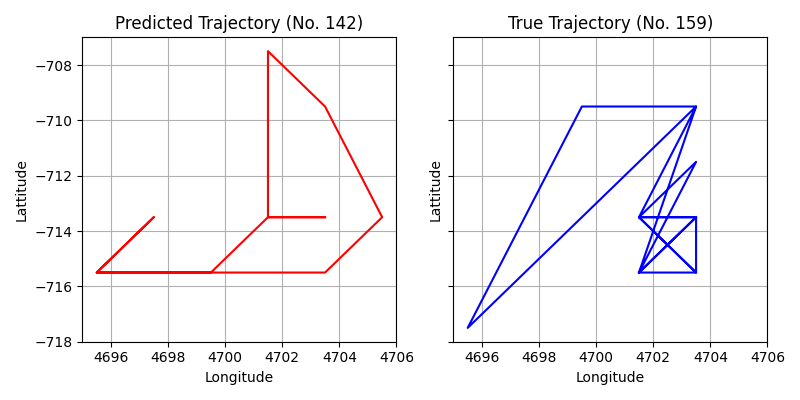 Predicted Trajectory (No. 142)
True Trajectory (No. 159)
−708
−710
−712
−714
−716
−718
Lattitude
Lattitude
4696 4698 4700 4702 4704 4706
4696 4698 4700 4702 4704 4706
Longitude
Longitude